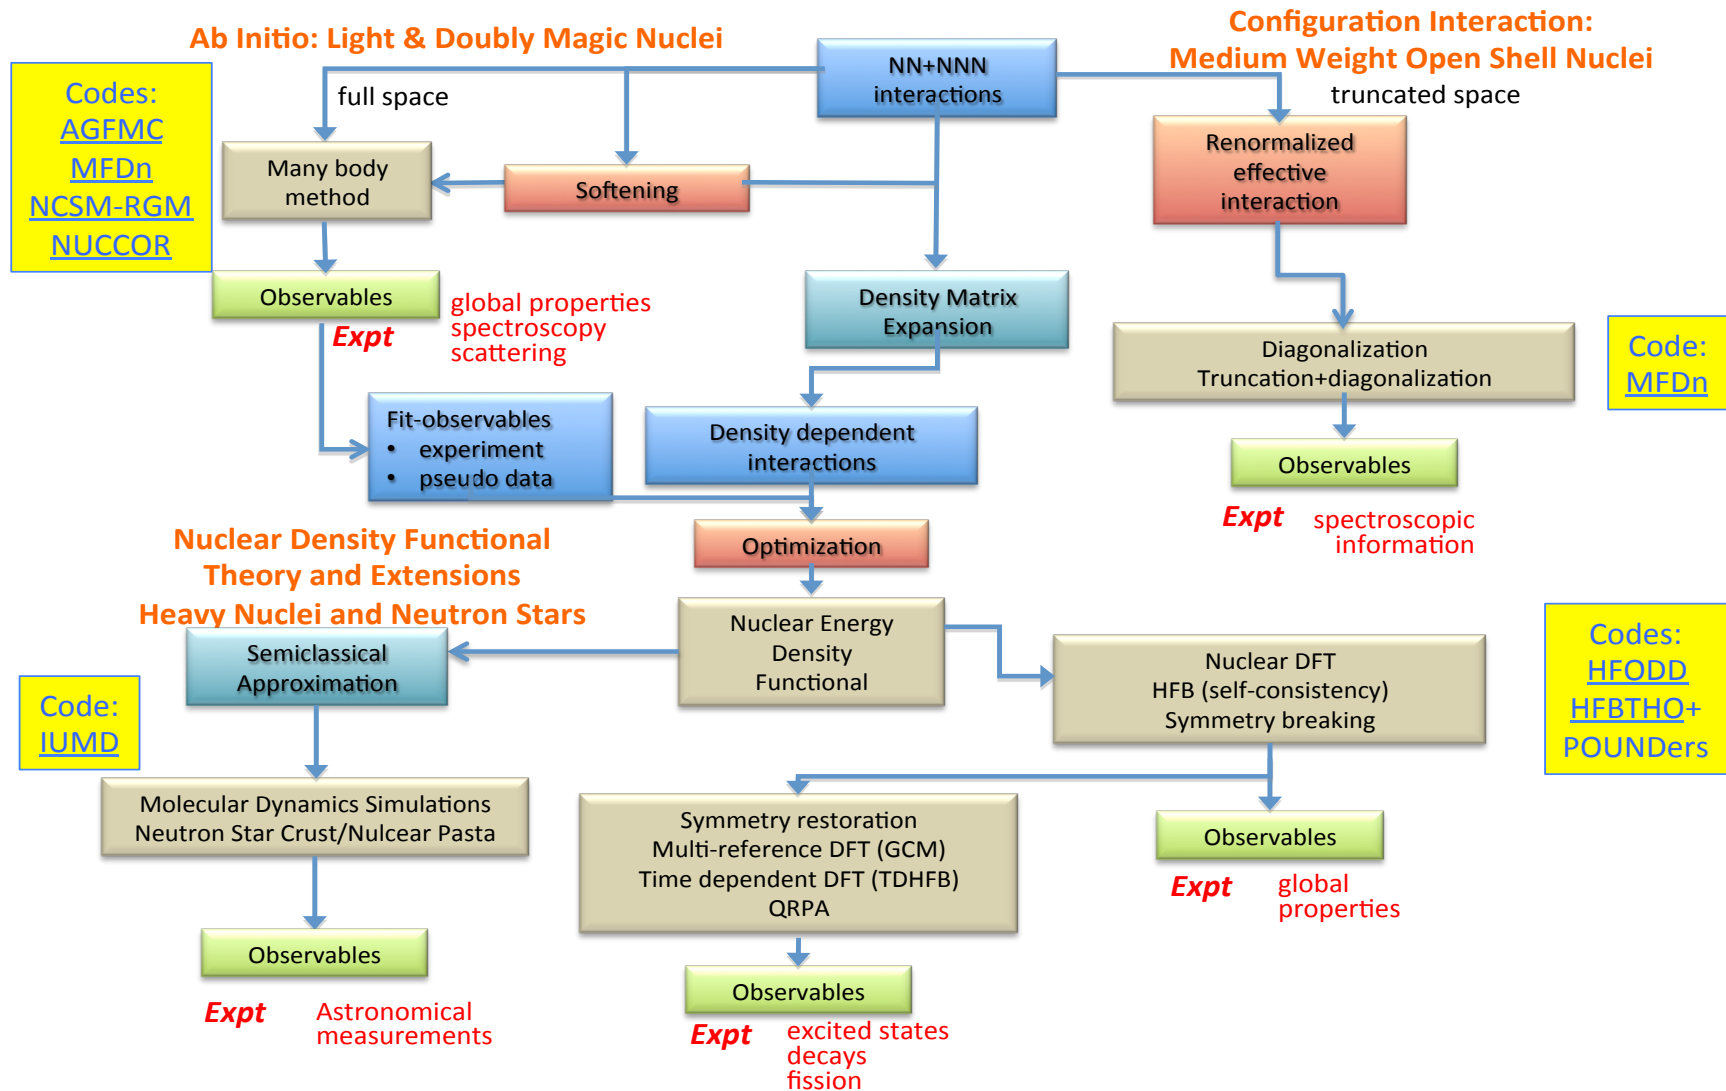 Ab Initio: Light & Doubly Magic Nuclei
Configuration Interaction:
Medium Weight Open Shell Nuclei
Codes:
AGFMC
MFDn
NCSM-RGM
NUCCOR
full space
NN+NNN
interactions
truncated space
Many body
method
Softening
Renormalized
effective
interaction
Observables
Expt
global properties
spectroscopy
scattering
Density Matrix
Expansion
Diagonalization
Truncation+diagonalization
Code:
MFDn
Fit-observables
• experiment
• pseudo data
Density dependent
interactions
Observables
Expt
spectroscopic
information
Optimization
Nuclear Density Functional
Theory and Extensions
Heavy Nuclei and Neutron Stars
Nuclear Energy
Density
Functional
Semiclassical
Approximation
Code:
IUMD
Nuclear DFT
HFB (self-consistency)
Symmetry breaking
Codes:
HFODD
HFBTHO+
POUNDers
Molecular Dynamics Simulations
Neutron Star Crust/Nulcear Pasta
Symmetry restoration
Multi-reference DFT (GCM)
Time dependent DFT (TDHFB)
QRPA
Observables
Expt
global
properties
Observables
Expt
Astronomical
measurements
Observables
Expt
excited states
decays
fission